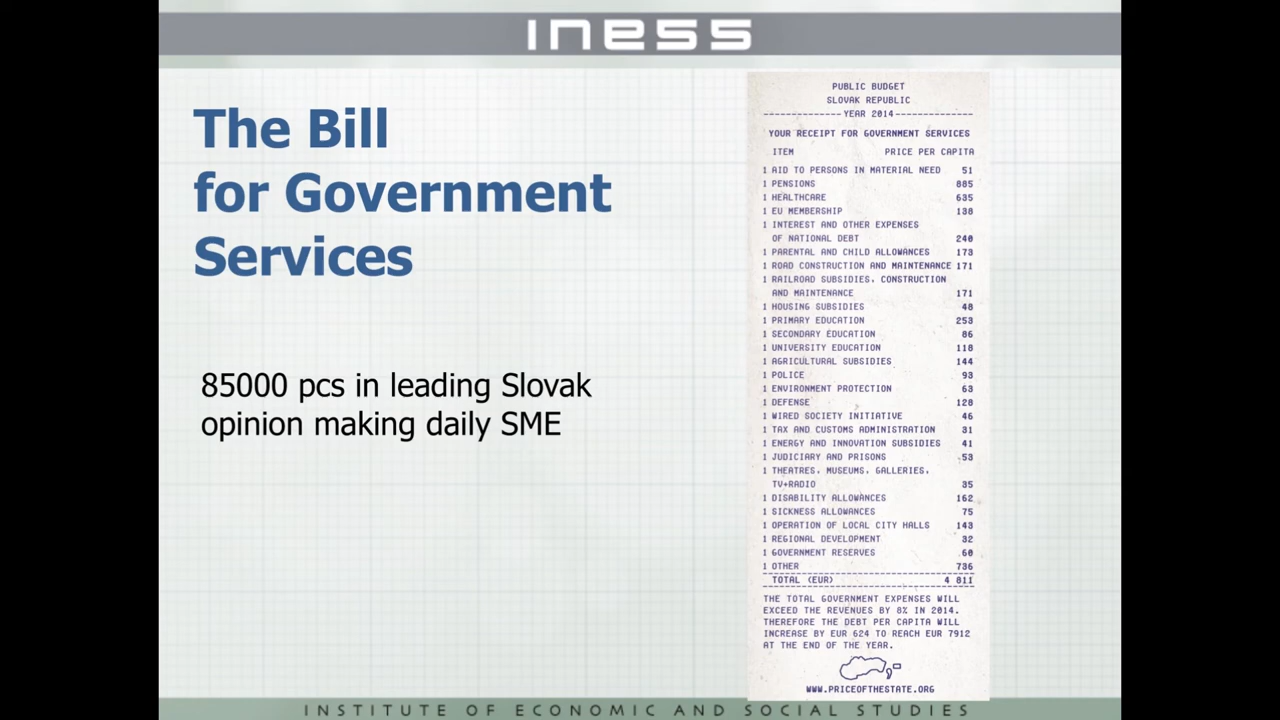 INESS
The Bill
for Government
Services
85000 pcs in leading Slovak
opinion making daily SME
PUBLIC BUDGET
SLOVAK REPUBLIC
--------------YEAR 2014--------------
YOUR RECEIPT FOR GOVERNMENT SERVICES
ITEM PRICE PER CAPITA
1 AID TO PERSONS IN MATERIAL NEED 51
1 PENSIONS 885
1 HEALTHCARE 635
1 EU MEMBERSHIP 138
1 INTEREST AND OTHER EXPENSES
OF NATIONAL DEBT 240
1 PARENTAL AND CHILD ALLOWANCES 173
1 ROAD CONSTRUCTION AND MAINTENANCE 171
1 RAILROAD SUBSIDIES, CONSTRUCTION
AND MAINTENANCE 171
1 HOUSING SUBSIDIES 48
1 PRIMARY EDUCATION 253
1 SECONDARY EDUCATION 86
1 UNIVERSITY EDUCATION 118
1 AGRICULTURAL SUBSIDIES 144
1 POLICE 93
1 ENVIRONMENT PROTECTION 63
1 DEFENSE 128
1 WIRED SOCIETY INITIATIVE 46
1 TAX AND CUSTOMS ADMINISTRATION 31
1 ENERGY AND INNOVATION SUBSIDIES 41
1 JUDICIARY AND PRISONS 53
1 THEATRES, MUSEUMS, GALLERIES,
TV+RADIO 35
1 DISABILITY ALLOWANCES 162
1 SICKNESS ALLOWANCES 75
1 OPERATION OF LOCAL CITY HALLS 143
1 REGIONAL DEVELOPMENT 32
1 GOVERNMENT RESERVES 60
1 OTHER 736
TOTAL (EUR) 4 811
THE TOTAL GOVERNMENT EXPENSES WILL
EXCEED THE REVENUES BY 8% IN 2014.
THEREFORE THE DEBT PER CAPITA WILL
INCREASE BY EUR 624 TO REACH EUR 7912
AT THE END OF THE YEAR.
WWW.PRICEOFTHESTATE.ORG
INSTITUTE OF ECONOMIC AND SOCIAL STUDIES